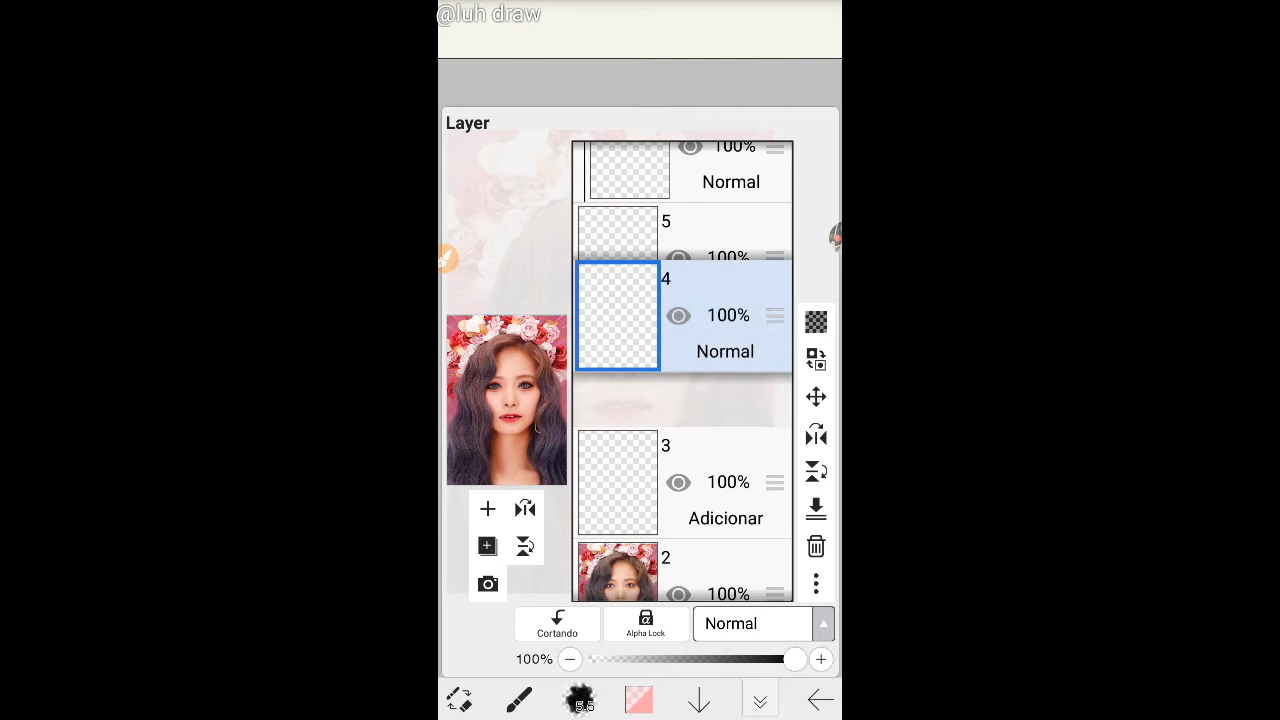 @luh draw
Layer
100%
Normal
5
100%
4
100%
Normal
3
100%
Adicionar
2
100%
Cortando
Alpha Lock
Normal
100%
5.5